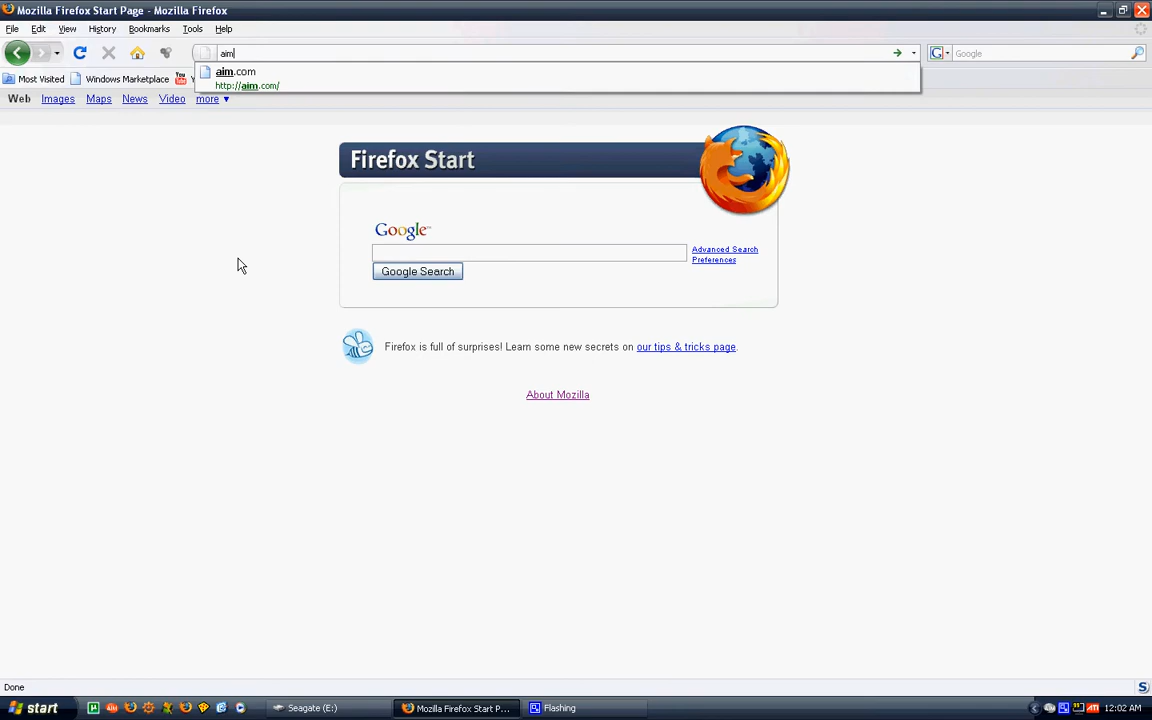 Mozilla Firefox Start Page - Mozilla Firefox
File Edit View History Bookmarks Tools Help
aim
Google
aim.com
http://aim.com/
Most Visited Windows Marketplace
Web Images Maps News Video more ▼
Firefox Start
Google™
Advanced Search
Preferences
Google Search
Firefox is full of surprises! Learn some new secrets on our tips & tricks page.
About Mozilla
Done
start Seagate (E:) Mozilla Firefox Start P... Flashing 12:02 AM